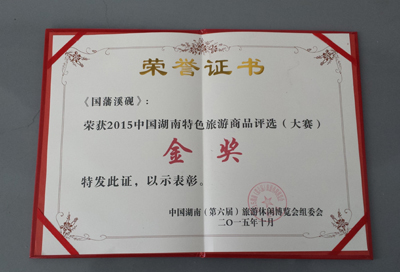 荣誉证书
《国藩溪砚》:
荣获2015中国湖南特色旅游商品评选(大赛)
金奖
特发此证,以示表彰。
中国湖南(第六届)旅游休闲博览会组委会
二〇一五年十月